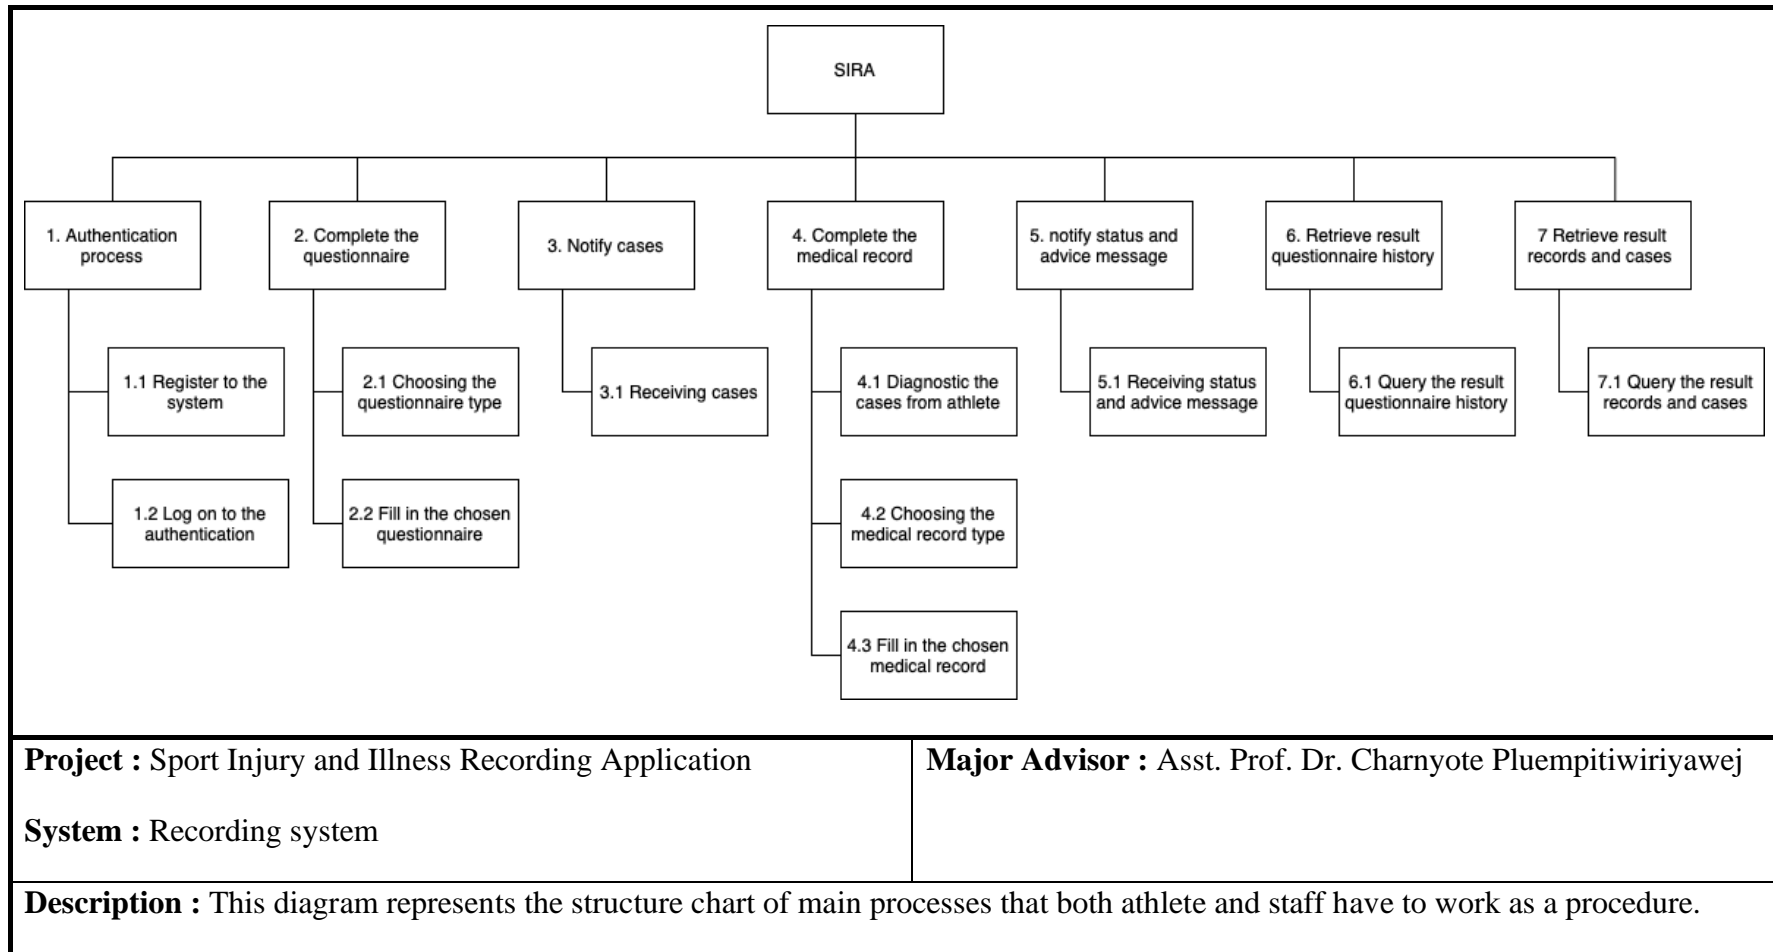 SIRA
1. Authentication
process
2. Complete the
questionnaire
3. Notify cases
4. Complete the
medical record
5. notify status and
advice message
6. Retrieve result
questionnaire history
7 Retrieve result
records and cases
1.1 Register to the
system
2.1 Choosing the
questionnaire type
3.1 Receiving cases
4.1 Diagnostic the
cases from athlete
5.1 Receiving status
and advice message
6.1 Query the result
questionnaire history
7.1 Query the result
records and cases
1.2 Log on to the
authentication
2.2 Fill in the chosen
questionnaire
4.2 Choosing the
medical record type
4.3 Fill in the chosen
medical record
Project : Sport Injury and Illness Recording Application
System : Recording system
Major Advisor : Asst. Prof. Dr. Charnyote Pluempitiwiriyawej
Description : This diagram represents the structure chart of main processes that both athlete and staff have to work as a procedure.